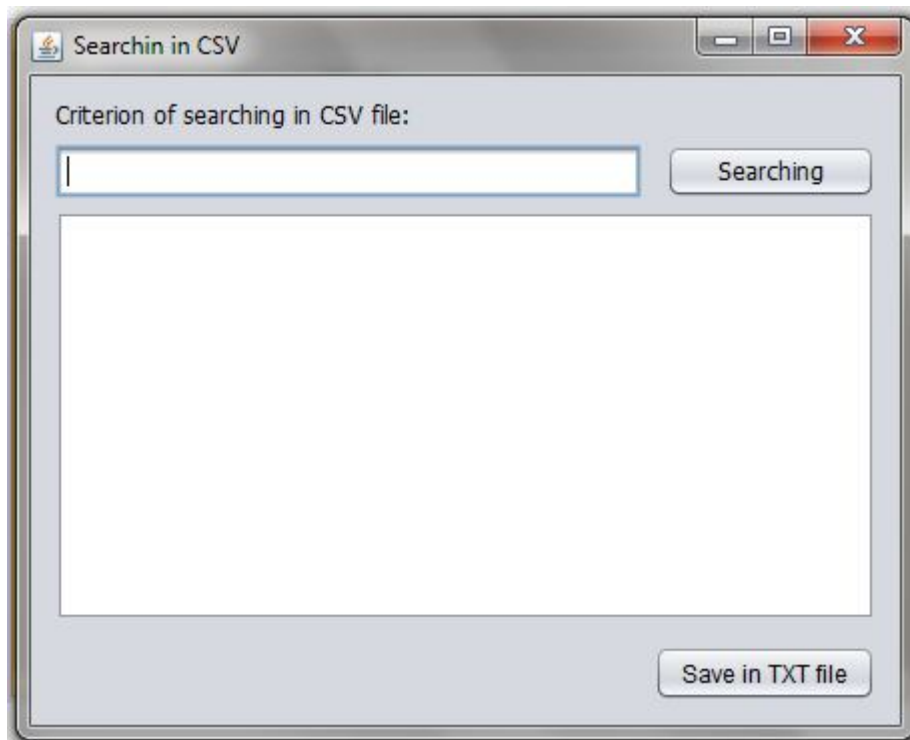 Searchin in CSV
Criterion of searching in CSV file:
Searching
Save in TXT file